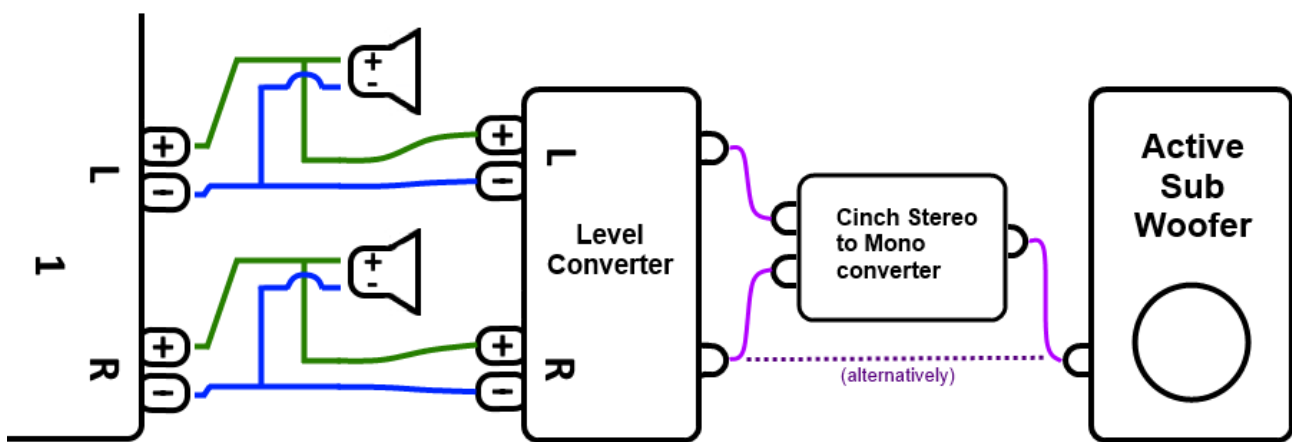 L
+
-
1
R
+
-
+
-
+
-
+
-
L
+
-
R
Level
Converter
Cinch Stereo
to Mono
converter
(alternatively)
Active
Sub
Woofer